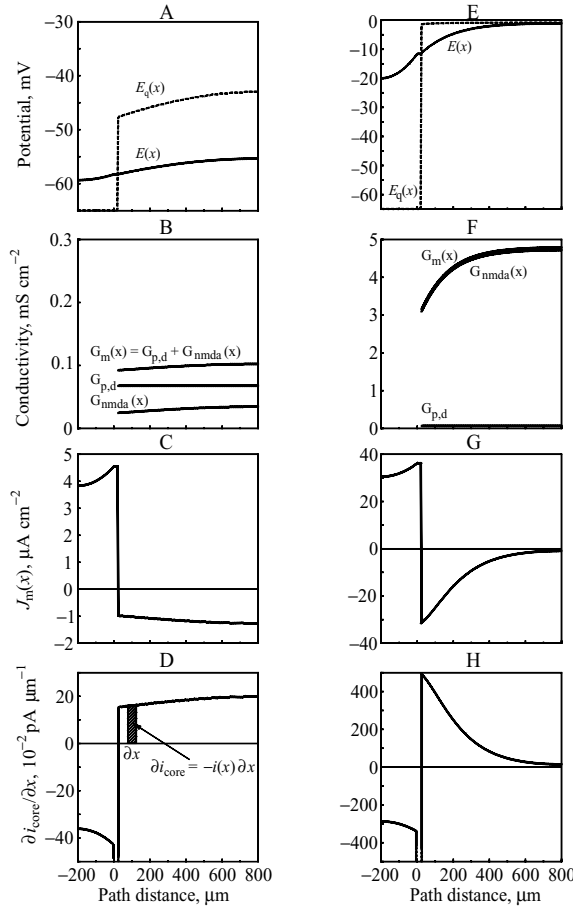 A
Potential, mV
−30
−40
−50
−60
E_q(x)
E(x)
B
Conductivity, mS cm⁻²
0.3
0.2
0.1
0
G_m(x) = G_p,d + G_nmda(x)
G_p,d
G_nmda(x)
C
J_m(x), μA cm⁻²
5
4
3
2
1
0
−1
−2
D
∂i_core/∂x, 10⁻² pA μm⁻¹
20
0
−20
−40
∂x
∂i_core = −i(x) ∂x
−200 0 200 400 600 800
Path distance, μm
E
0
−10
−20
−30
−40
−50
−60
E(x)
E_q(x)
F
5
4
3
2
1
0
G_m(x)
G_nmda(x)
G_p,d
G
40
20
0
−20
−40
H
400
200
0
−200
−400
−200 0 200 400 600 800
Path distance, μm